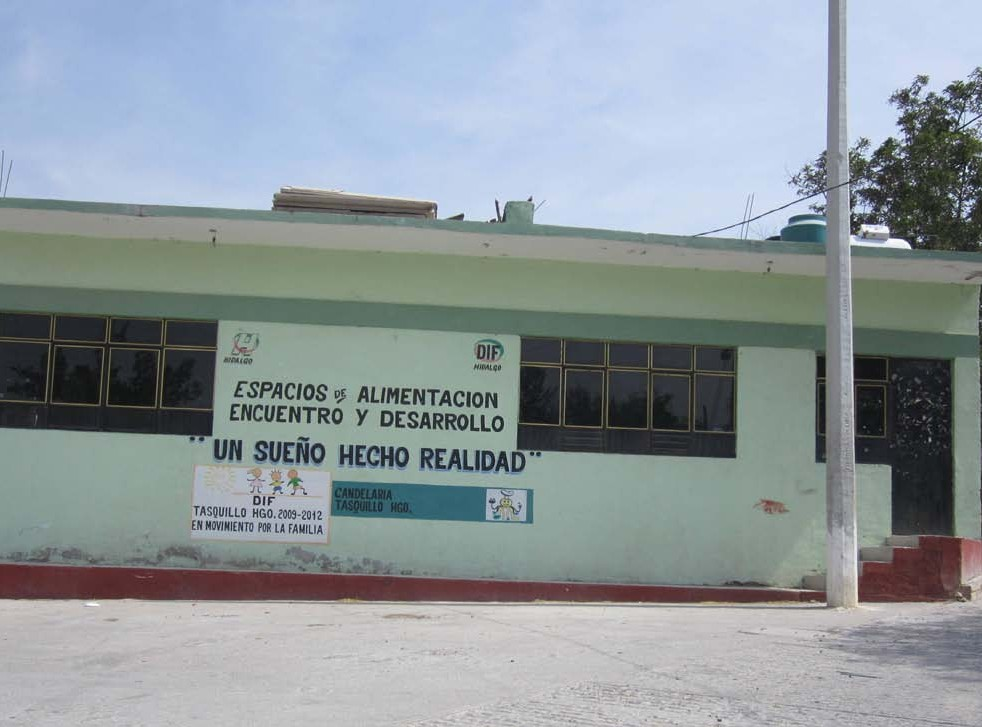 HIDALGO
DIF
HIDALGO
ESPACIOS DE ALIMENTACION
ENCUENTRO Y DESARROLLO
¨UN SUEÑO HECHO REALIDAD¨
DIF
TASQUILLO HGO. 2009-2012
EN MOVIMIENTO POR LA FAMILIA
CANDELARIA
TASQUILLO HGO.